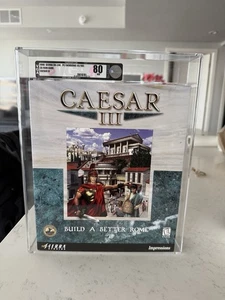 80
CAESAR
III
BUILD A BETTER ROME
SIERRA
Impressions